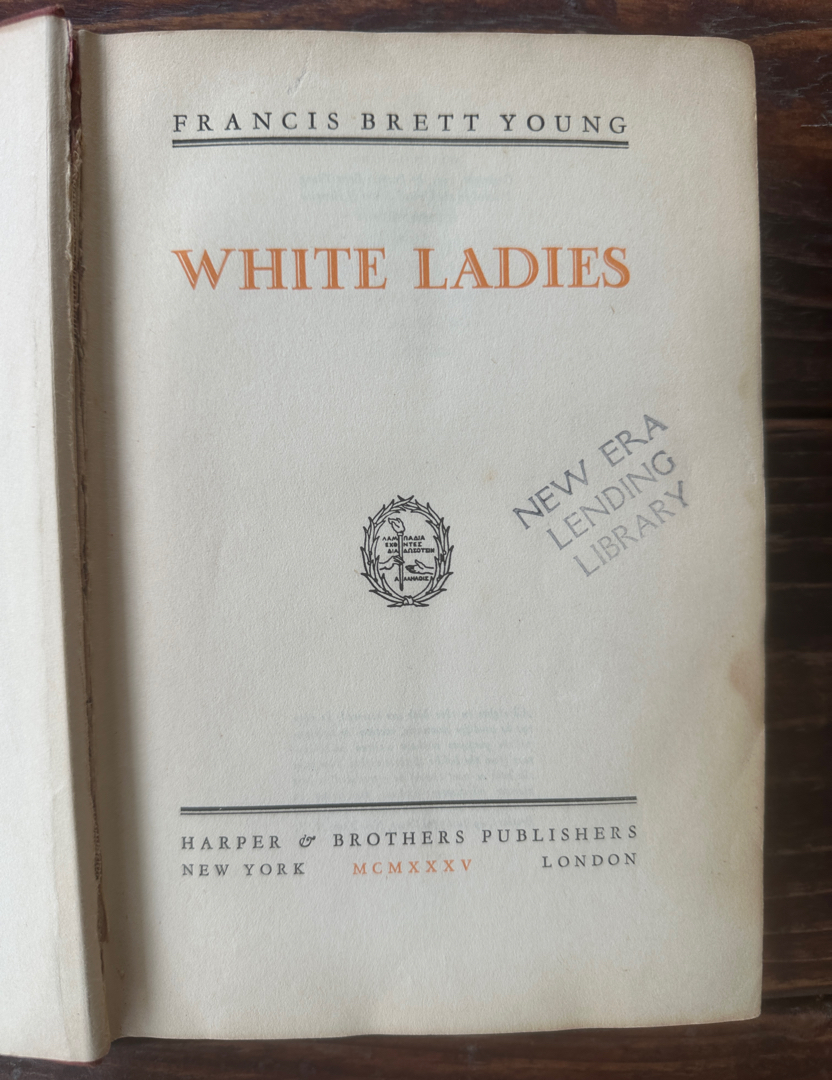 FRANCIS BRETT YOUNG
WHITE LADIES
NEW ERA
LENDING
LIBRARY
ΛΑΜΠΑΔΙΑ
ΕΧΟΝΤΕΣ
ΔΙΑΔΩΣΟΥΣΙΝ
ΑΛΛΗΛΟΙΣ
HARPER & BROTHERS PUBLISHERS
NEW YORK MCMXXXV LONDON